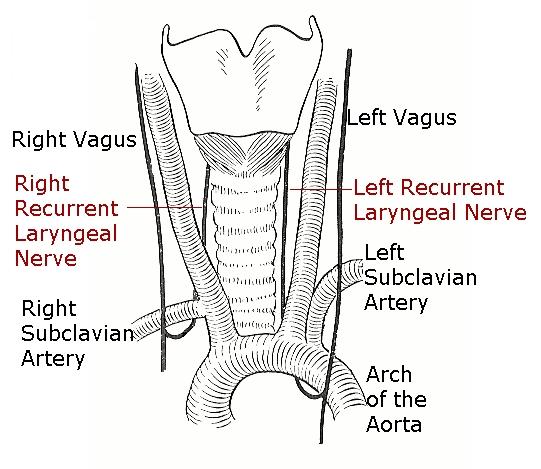 Right Vagus
Left Vagus
Right
Recurrent
Laryngeal
Nerve
Left Recurrent
Laryngeal Nerve
Left
Subclavian
Artery
Right
Subclavian
Artery
Arch
of the
Aorta